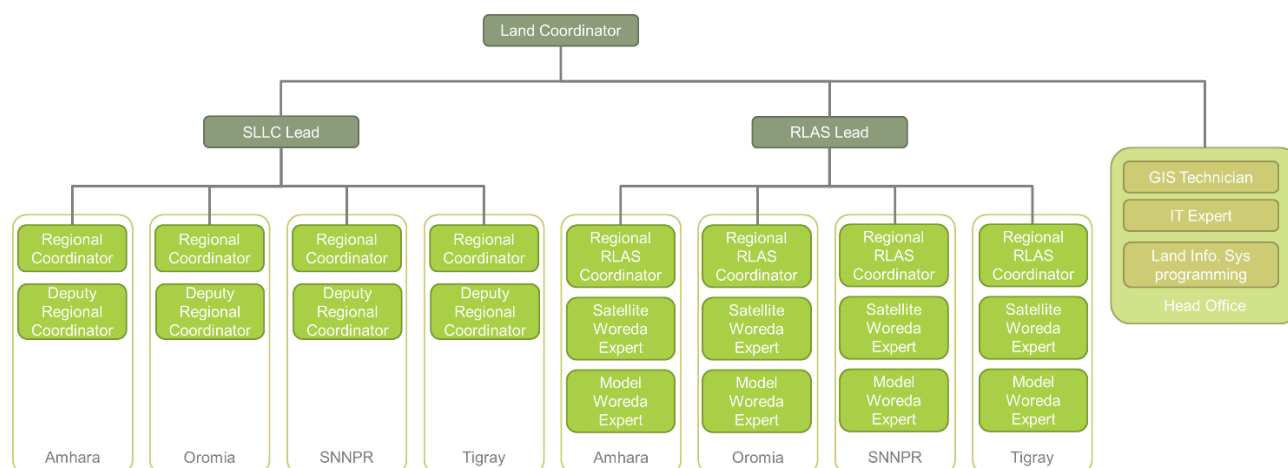 Land Coordinator
SLLC Lead
RLAS Lead
GIS Technician
IT Expert
Land Info. Sys
programming
Head Office
Regional
Coordinator
Deputy
Regional
Coordinator
Amhara
Regional
Coordinator
Deputy
Regional
Coordinator
Oromia
Regional
Coordinator
Deputy
Regional
Coordinator
SNNPR
Regional
Coordinator
Deputy
Regional
Coordinator
Tigray
Regional
RLAS
Coordinator
Satellite
Woreda
Expert
Model
Woreda
Expert
Amhara
Regional
RLAS
Coordinator
Satellite
Woreda
Expert
Model
Woreda
Expert
Oromia
Regional
RLAS
Coordinator
Satellite
Woreda
Expert
Model
Woreda
Expert
SNNPR
Regional
RLAS
Coordinator
Satellite
Woreda
Expert
Model
Woreda
Expert
Tigray